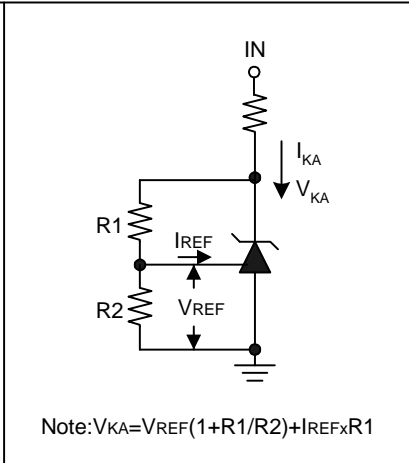 IN
IKA
VKA
R1
IREF
R2
VREF
Note:VKA=VREF(1+R1/R2)+IREFxR1